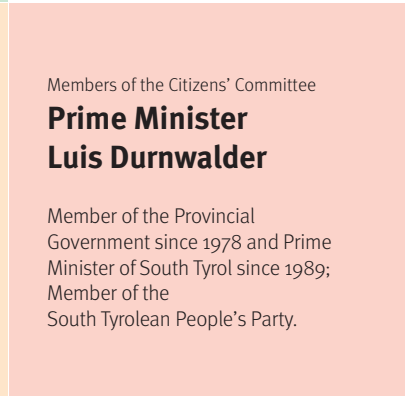 Members of the Citizens’ Committee
Prime Minister
Luis Durnwalder
Member of the Provincial
Government since 1978 and Prime
Minister of South Tyrol since 1989;
Member of the
South Tyrolean People’s Party.